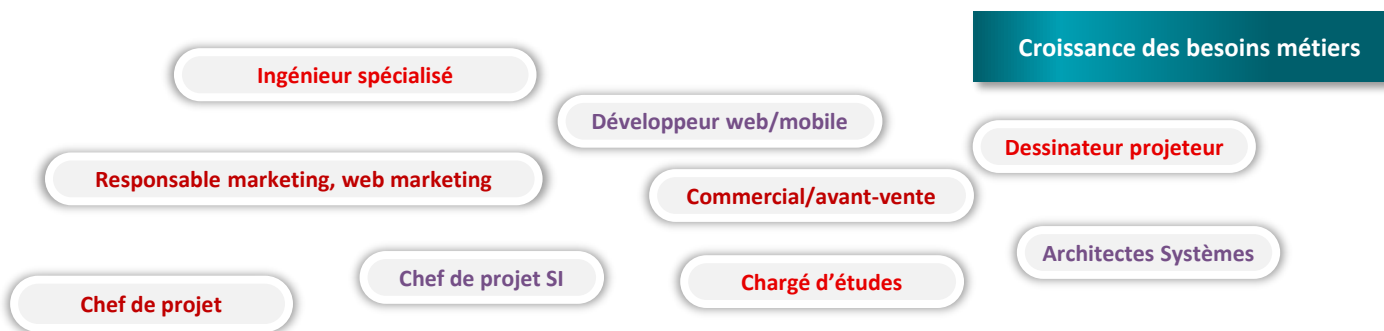 Croissance des besoins métiers
Ingénieur spécialisé
Développeur web/mobile
Dessinateur projeteur
Responsable marketing, web marketing
Commercial/avant-vente
Architectes Systèmes
Chef de projet SI
Chargé d’études
Chef de projet